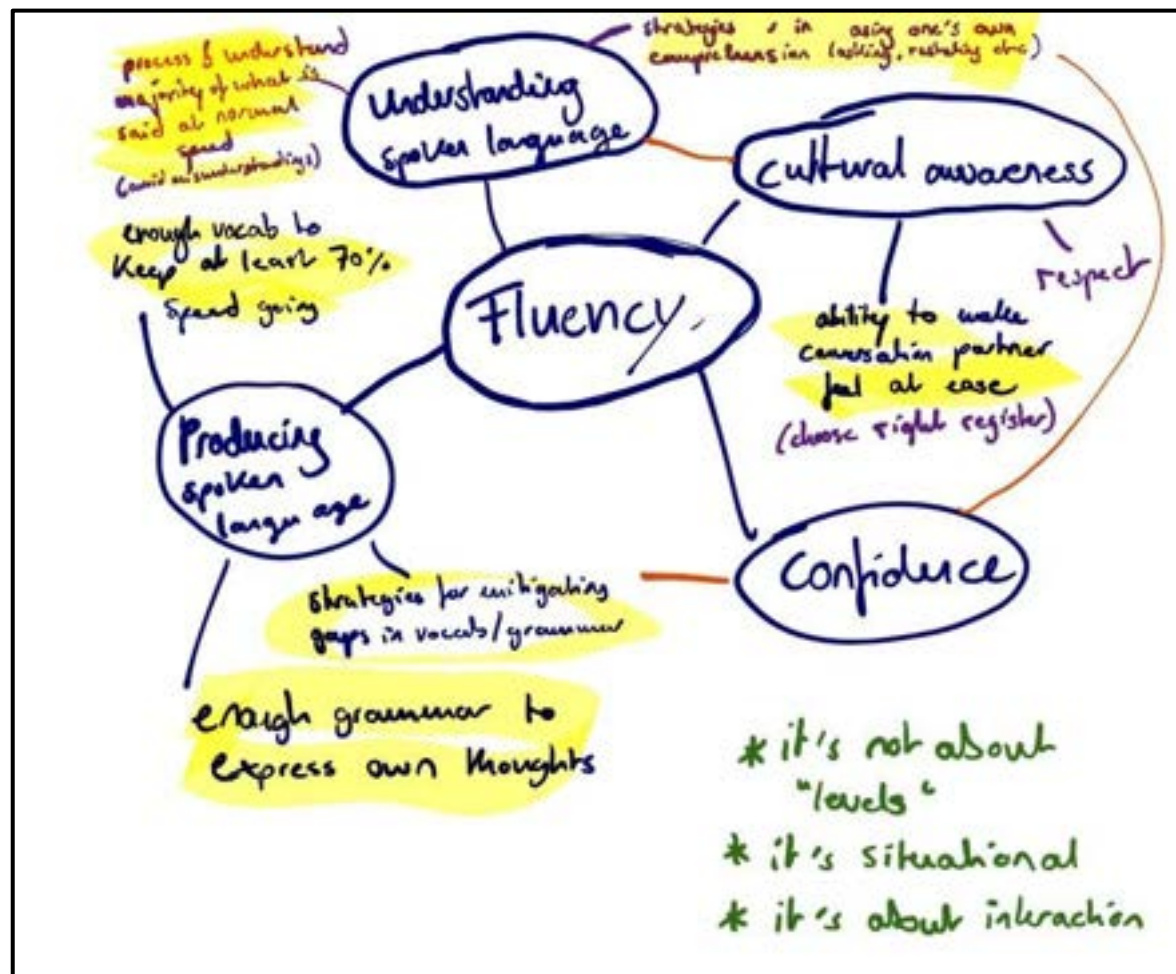 process & understand
majority of what is
said at normal
speed
(avoid misunderstandings)
understanding
spoken language
strategies in using one's own
comprehension (asking, restating etc)
cultural awareness
respect
ability to make
conversation partner
feel at ease
(choose right register)
enough vocab to
keep at least 70%
speed going
Fluency
Producing
spoken
language
strategies for mitigating
gaps in vocab/grammar
Confidence
enough grammar to
express own thoughts
* it's not about
"levels"
* it's situational
* it's about interaction